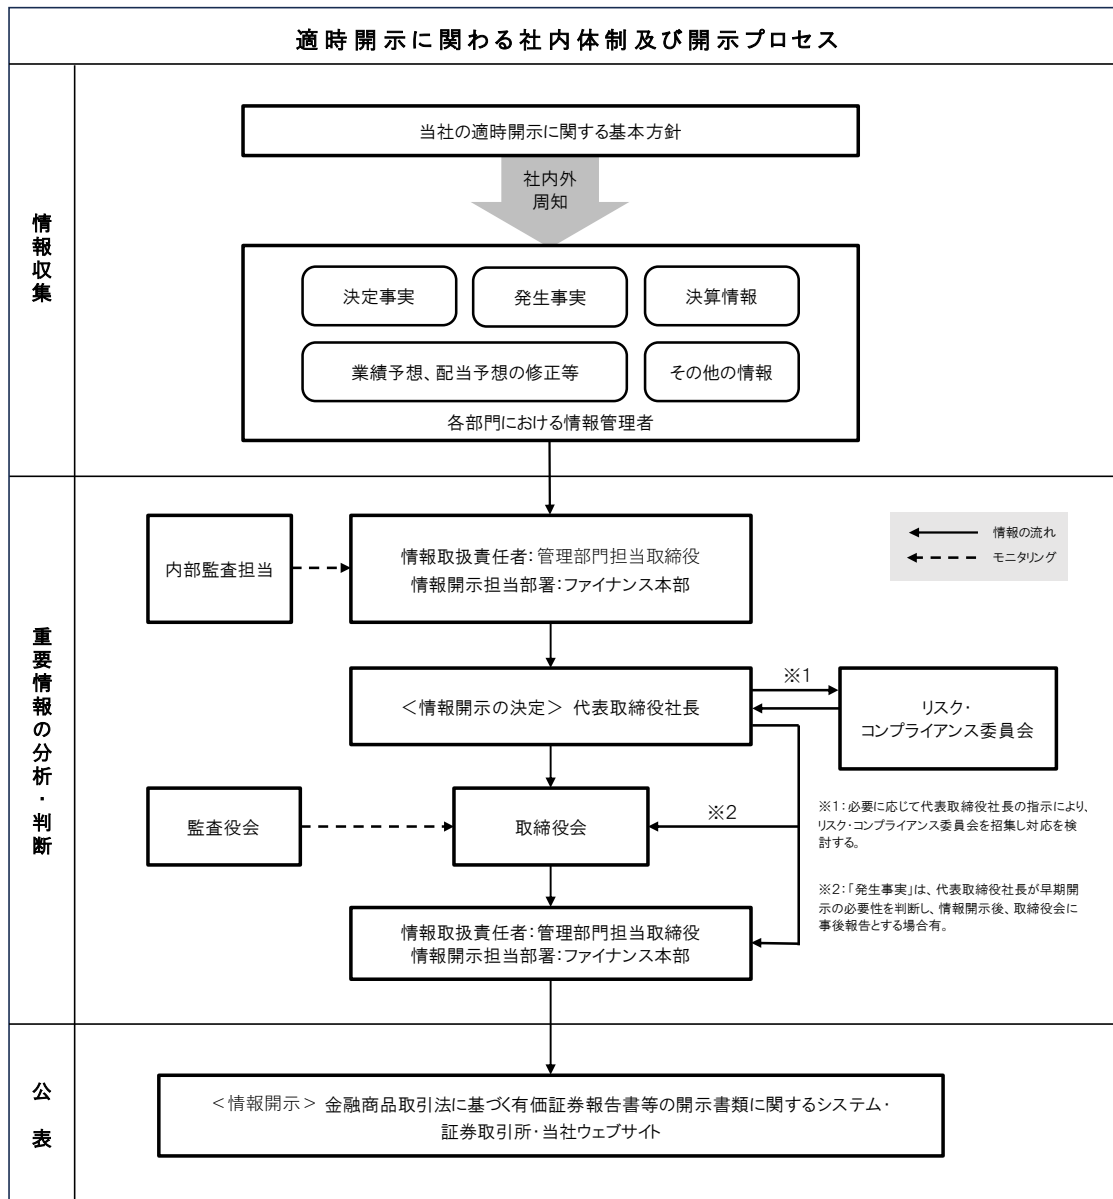 適時開示に関わる社内体制及び開示プロセス
情報収集
当社の適時開示に関する基本方針
社内外
周知
決定事実
発生事実
決算情報
業績予想、配当予想の修正等
その他の情報
各部門における情報管理者
重要情報の分析・判断
内部監査担当
情報取扱責任者：管理部門担当取締役
情報開示担当部署：ファイナンス本部
情報の流れ
モニタリング
＜情報開示の決定＞ 代表取締役社長
※1
リスク・
コンプライアンス委員会
監査役会
取締役会
※2
※1：必要に応じて代表取締役社長の指示により、
リスク・コンプライアンス委員会を招集し対応を検
討する。
※2：「発生事実」は、代表取締役社長が早期開
示の必要性を判断し、情報開示後、取締役会に
事後報告とする場合有。
情報取扱責任者：管理部門担当取締役
情報開示担当部署：ファイナンス本部
公表
＜情報開示＞ 金融商品取引法に基づく有価証券報告書等の開示書類に関するシステム・
証券取引所・当社ウェブサイト